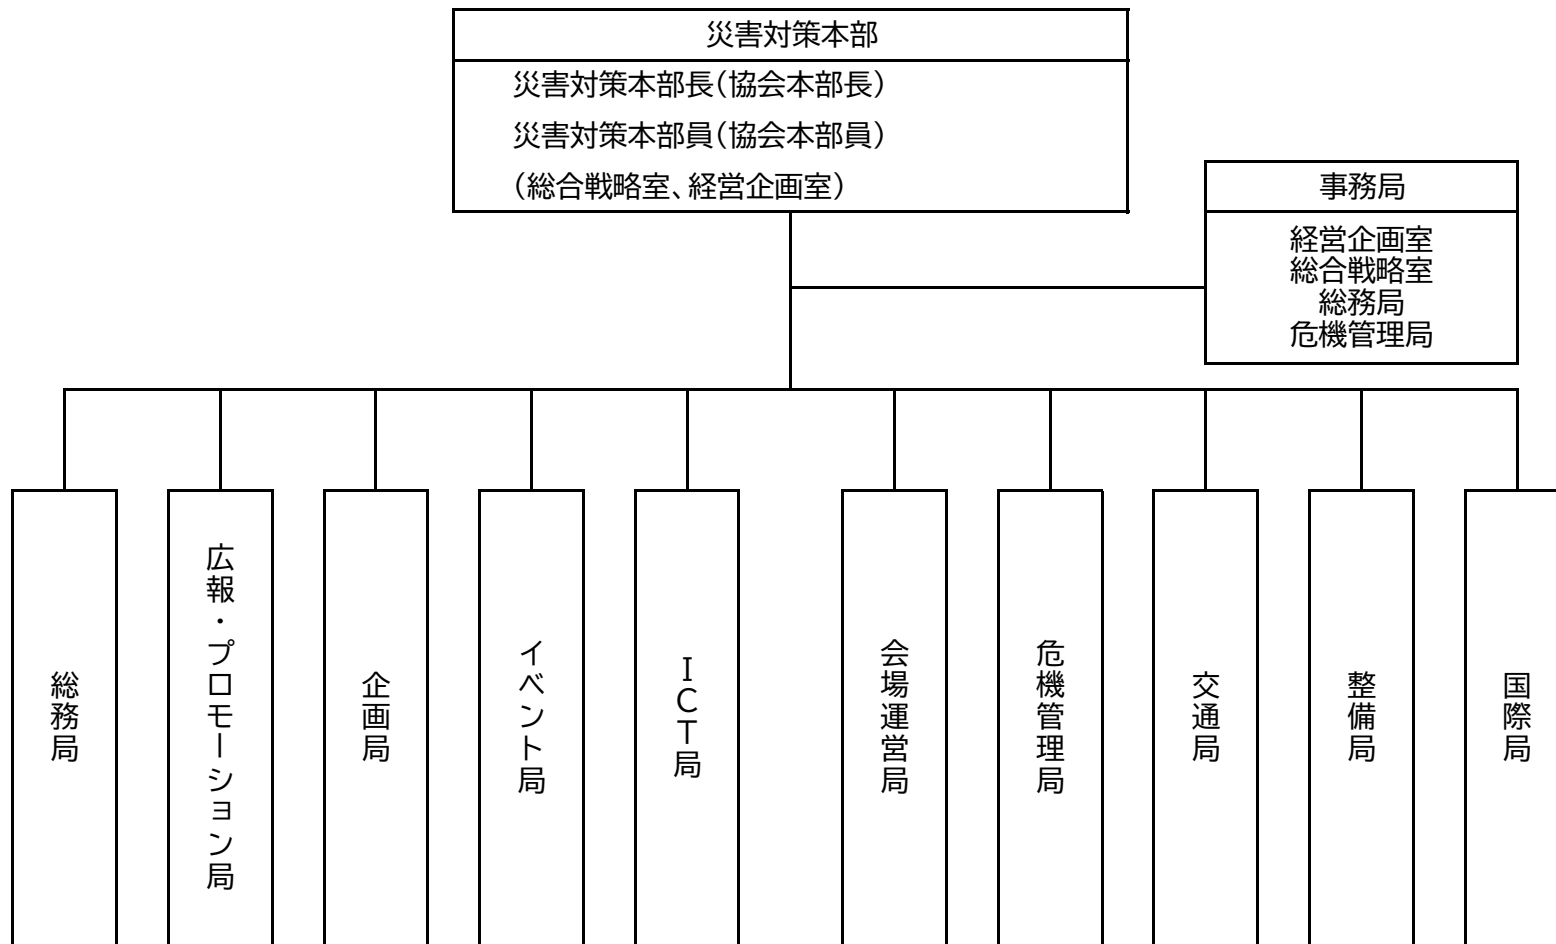 災害対策本部
災害対策本部長（協会本部長）
災害対策本部員（協会本部員）
（総合戦略室、経営企画室）
事務局
経営企画室
総合戦略室
総務局
危機管理局
総務局
広報・プロモーション局
企画局
イベント局
ＩＣＴ局
会場運営局
危機管理局
交通局
整備局
国際局